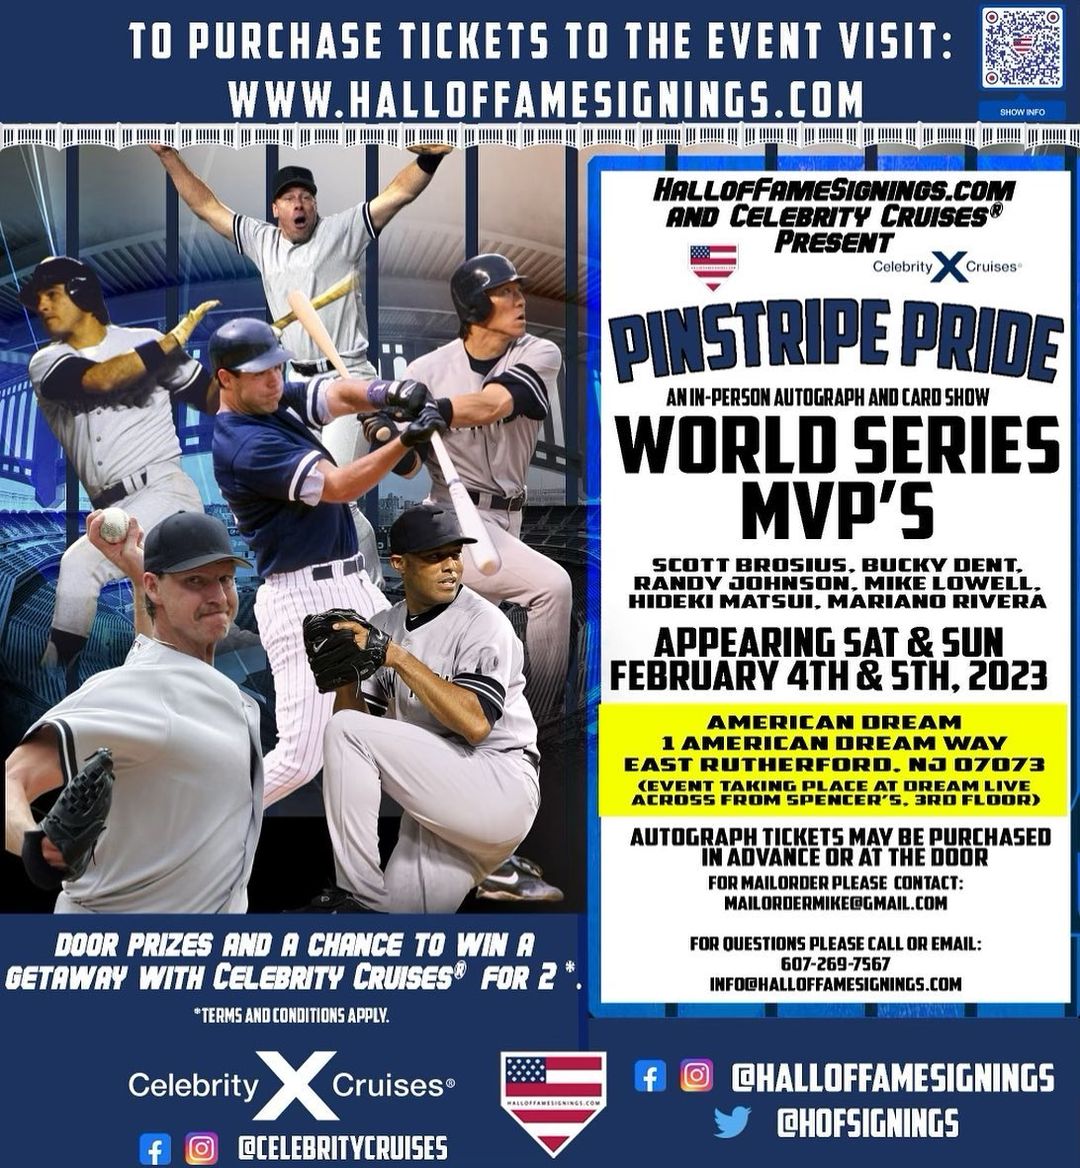 TO PURCHASE TICKETS TO THE EVENT VISIT:
WWW.HALLOFFAMESIGNINGS.COM
SHOW INFO
HALLOFFAMESIGNINGS.COM
AND CELEBRITY CRUISES®
PRESENT
Celebrity X Cruises®
PINSTRIPE PRIDE
AN IN-PERSON AUTOGRAPH AND CARD SHOW
WORLD SERIES
MVP'S
SCOTT BROSIUS, BUCKY DENT,
RANDY JOHNSON, MIKE LOWELL,
HIDEKI MATSUI, MARIANO RIVERA
APPEARING SAT & SUN
FEBRUARY 4TH & 5TH, 2023
AMERICAN DREAM
1 AMERICAN DREAM WAY
EAST RUTHERFORD, NJ 07073
(EVENT TAKING PLACE AT DREAM LIVE
ACROSS FROM SPENCER'S, 3RD FLOOR)
AUTOGRAPH TICKETS MAY BE PURCHASED
IN ADVANCE OR AT THE DOOR
FOR MAILORDER PLEASE CONTACT:
MAILORDERMIKE@GMAIL.COM
FOR QUESTIONS PLEASE CALL OR EMAIL:
607-269-7567
INFO@HALLOFFAMESIGNINGS.COM
DOOR PRIZES AND A CHANCE TO WIN A
GETAWAY WITH CELEBRITY CRUISES® FOR 2*.
*TERMS AND CONDITIONS APPLY.
Celebrity X Cruises®
@CELEBRITYCRUISES
HALLOFFAMESIGNINGS.COM
@HALLOFFAMESIGNINGS
@HOFSIGNINGS